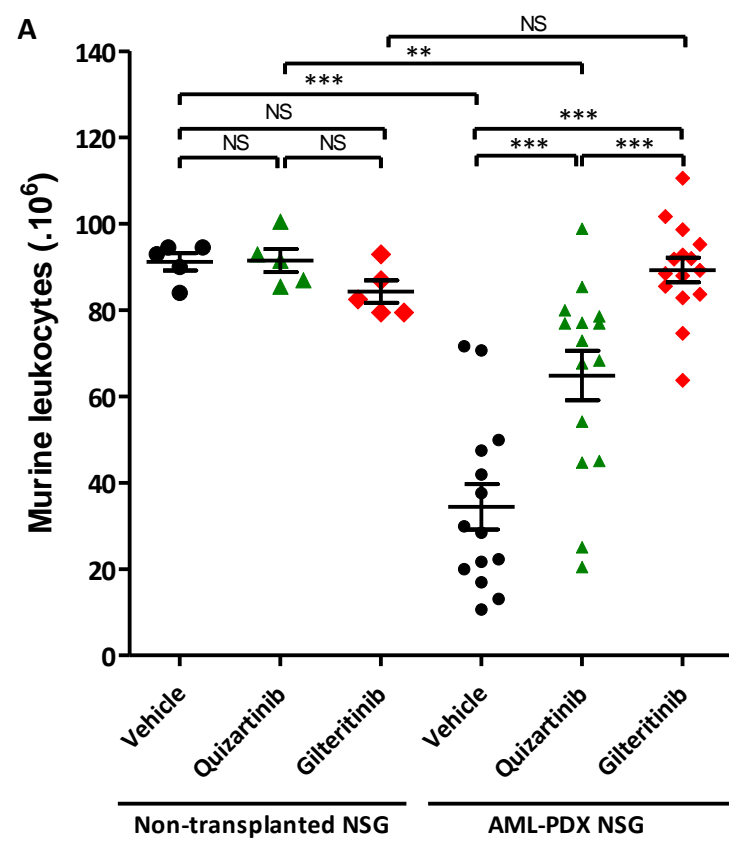 A
NS
140
**
***
NS
***
120
NS
NS
***
***
100
80
60
40
20
0
Murine leukocytes (.10⁶)
Vehicle
Quizartinib
Gilteritinib
Vehicle
Quizartinib
Gilteritinib
Non-transplanted NSG
AML-PDX NSG